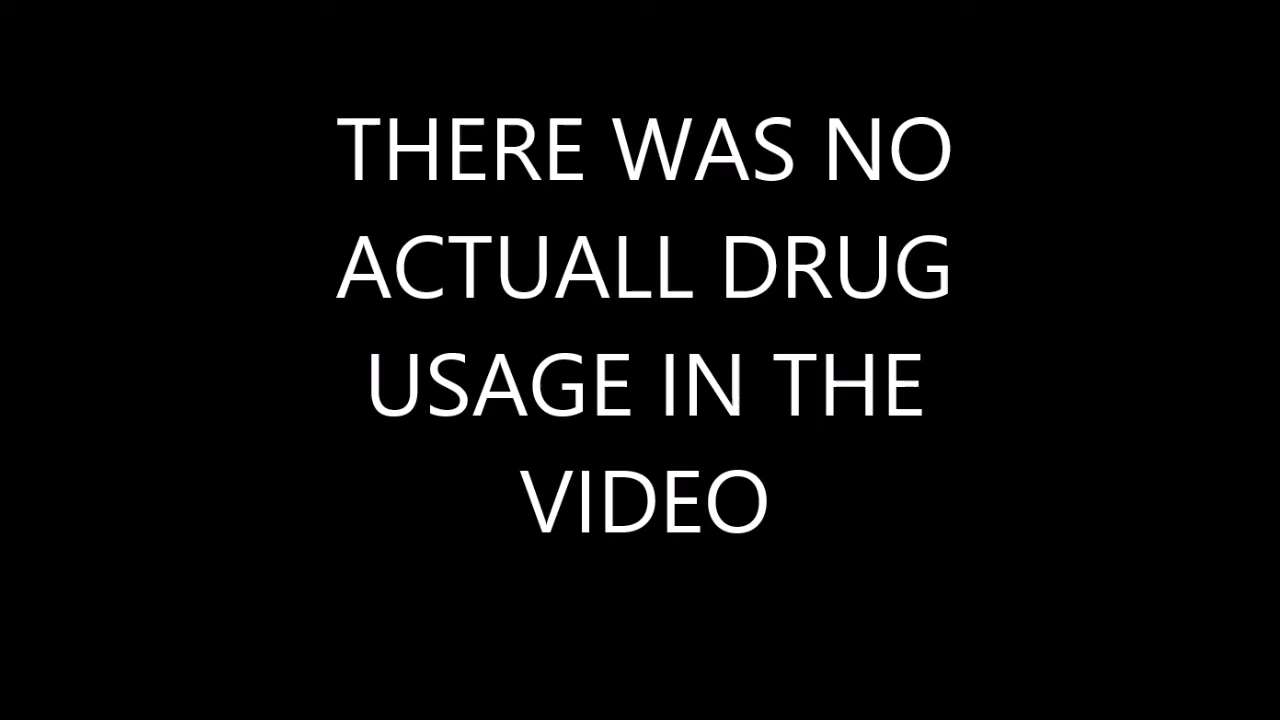 THERE WAS NO
ACTUALL DRUG
USAGE IN THE
VIDEO